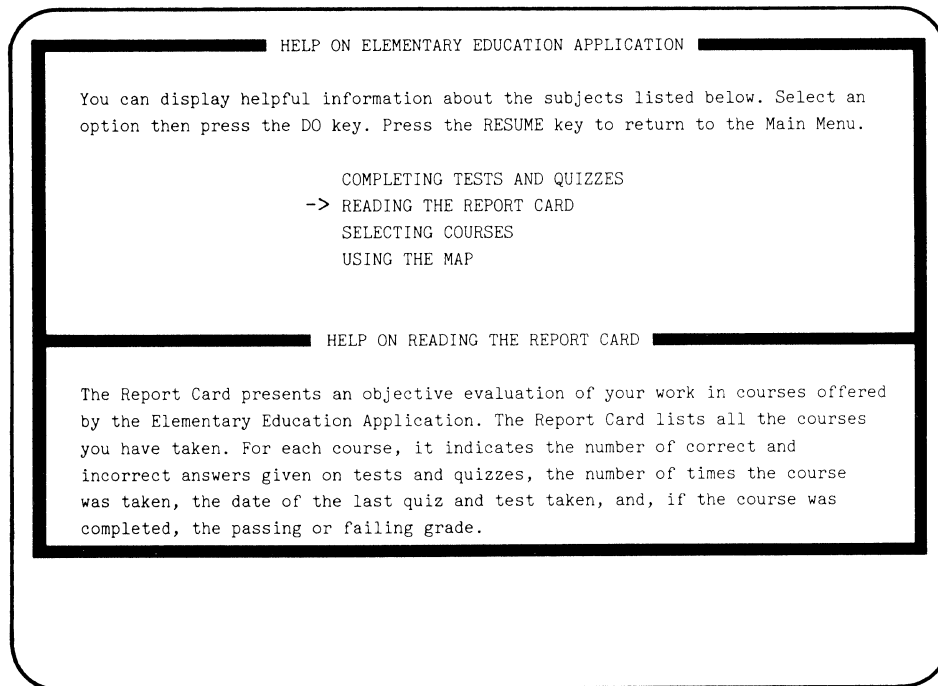 HELP ON ELEMENTARY EDUCATION APPLICATION
You can display helpful information about the subjects listed below. Select an
option then press the DO key. Press the RESUME key to return to the Main Menu.
COMPLETING TESTS AND QUIZZES
-> READING THE REPORT CARD
SELECTING COURSES
USING THE MAP
HELP ON READING THE REPORT CARD
The Report Card presents an objective evaluation of your work in courses offered
by the Elementary Education Application. The Report Card lists all the courses
you have taken. For each course, it indicates the number of correct and
incorrect answers given on tests and quizzes, the number of times the course
was taken, the date of the last quiz and test taken, and, if the course was
completed, the passing or failing grade.